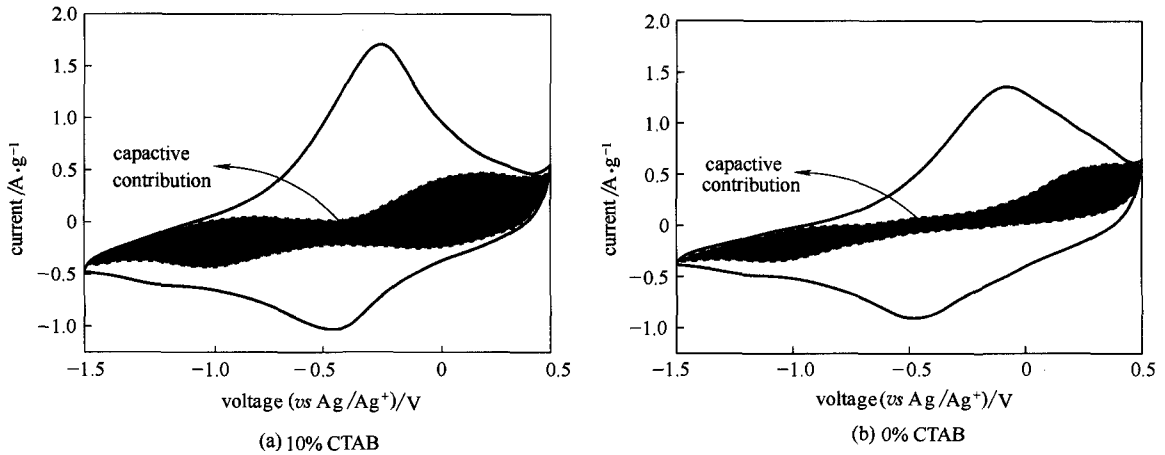 2.0
1.5
1.0
0.5
0
−0.5
−1.0
current /A·g⁻¹
capactive
contribution
−1.5
−1.0
−0.5
0
0.5
voltage (vs Ag/Ag⁺)/V
(a) 10% CTAB
2.0
1.5
1.0
0.5
0
−0.5
−1.0
current /A·g⁻¹
capactive
contribution
−1.5
−1.0
−0.5
0
0.5
voltage (vs Ag/Ag⁺)/V
(b) 0% CTAB